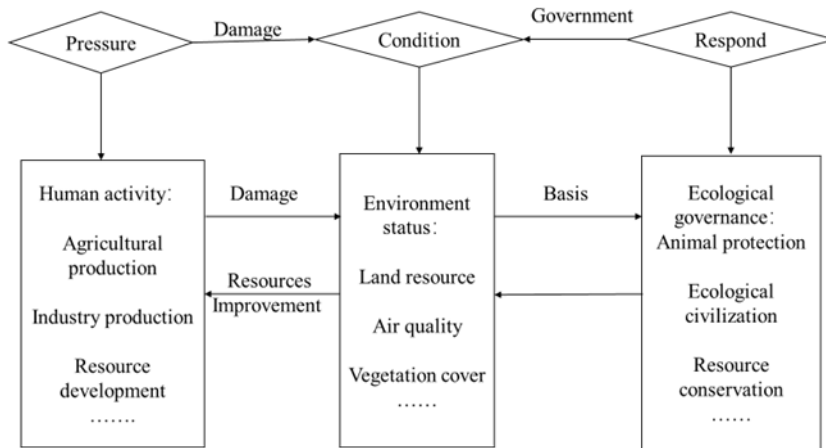 Government
Damage
Pressure
Condition
Respond
Human activity：
Agricultural
production
Industry production
Resource
development
…….
Damage
Resources
Improvement
Environment
status：
Land resource
Air quality
Vegetation cover
……
Basis
Ecological
governance：
Animal protection
Ecological
civilization
Resource
conservation
……